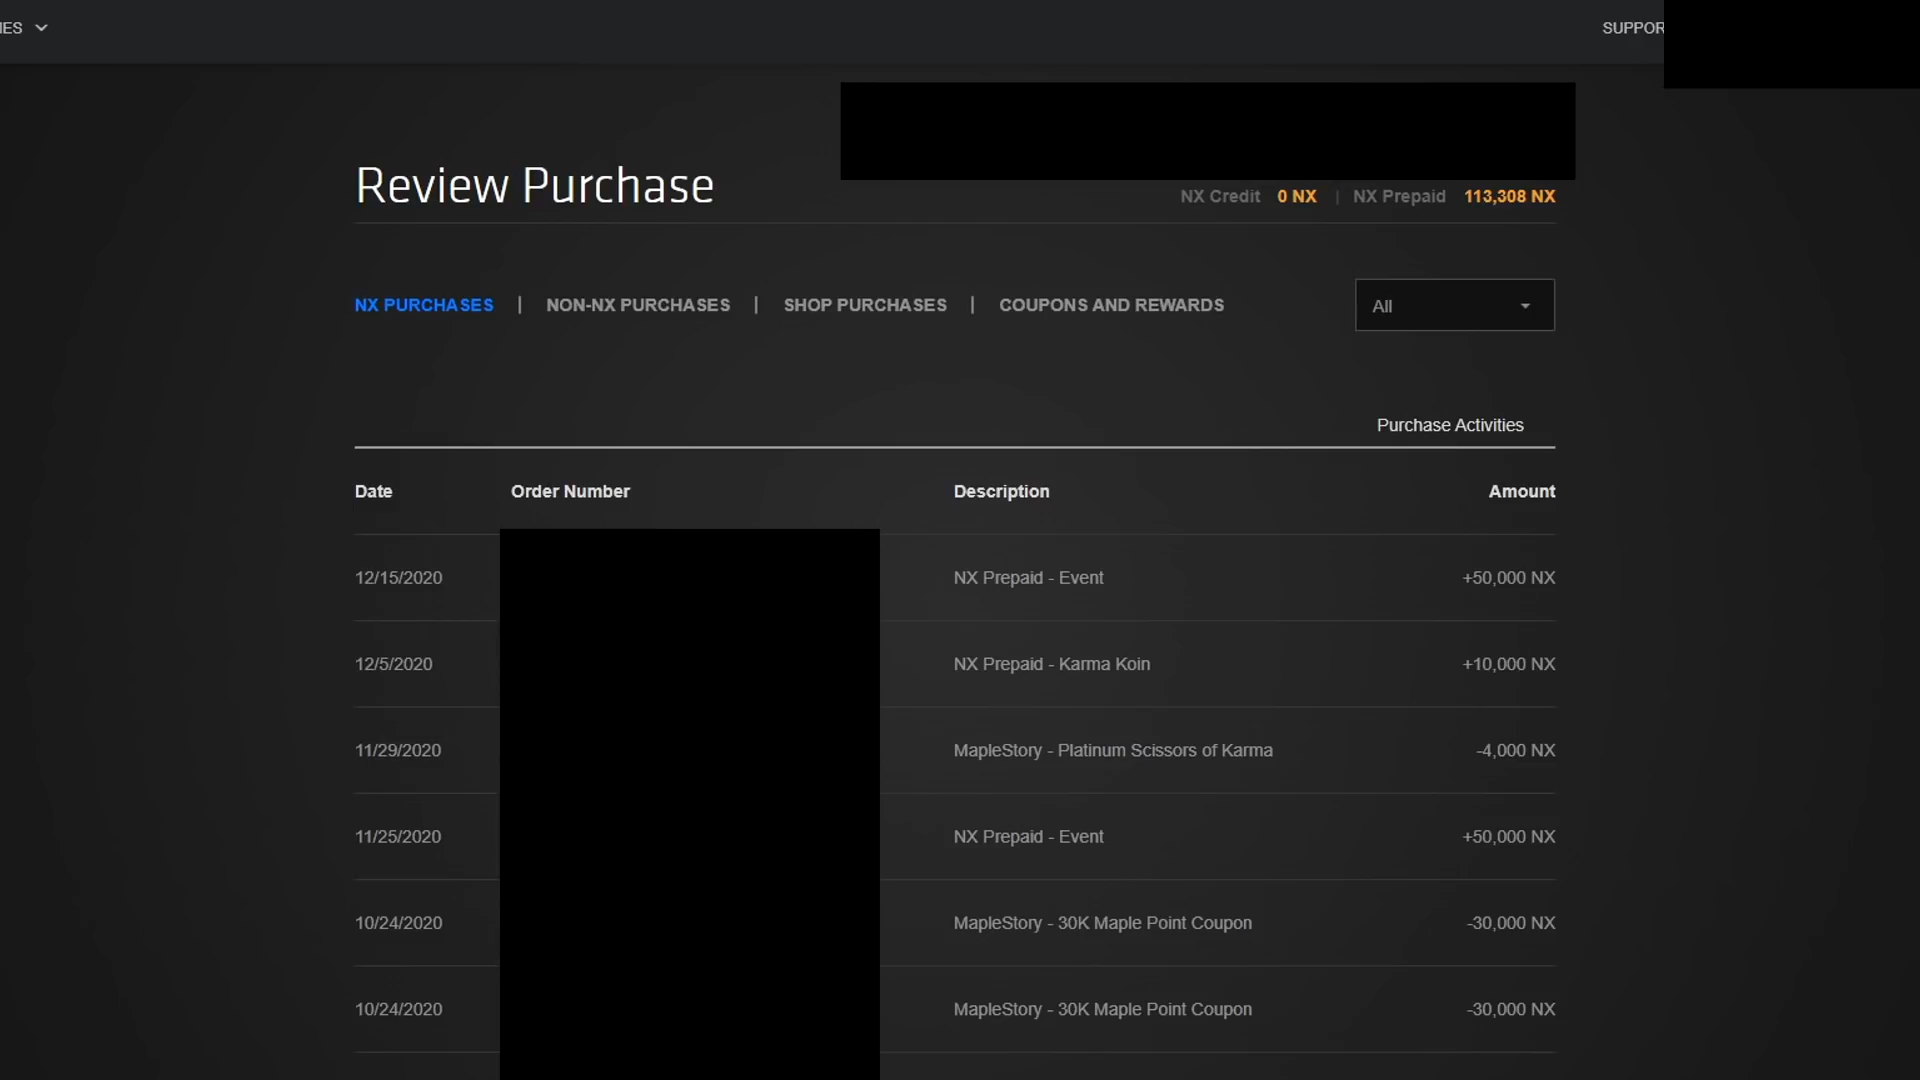 IES
SUPPOR
Review Purchase
NX Credit 0 NX | NX Prepaid 113,308 NX
NX PURCHASES | NON-NX PURCHASES | SHOP PURCHASES | COUPONS AND REWARDS
All
Purchase Activities
Date Order Number Description Amount
12/15/2020 NX Prepaid - Event +50,000 NX
12/5/2020 NX Prepaid - Karma Koin +10,000 NX
11/29/2020 MapleStory - Platinum Scissors of Karma -4,000 NX
11/25/2020 NX Prepaid - Event +50,000 NX
10/24/2020 MapleStory - 30K Maple Point Coupon -30,000 NX
10/24/2020 MapleStory - 30K Maple Point Coupon -30,000 NX